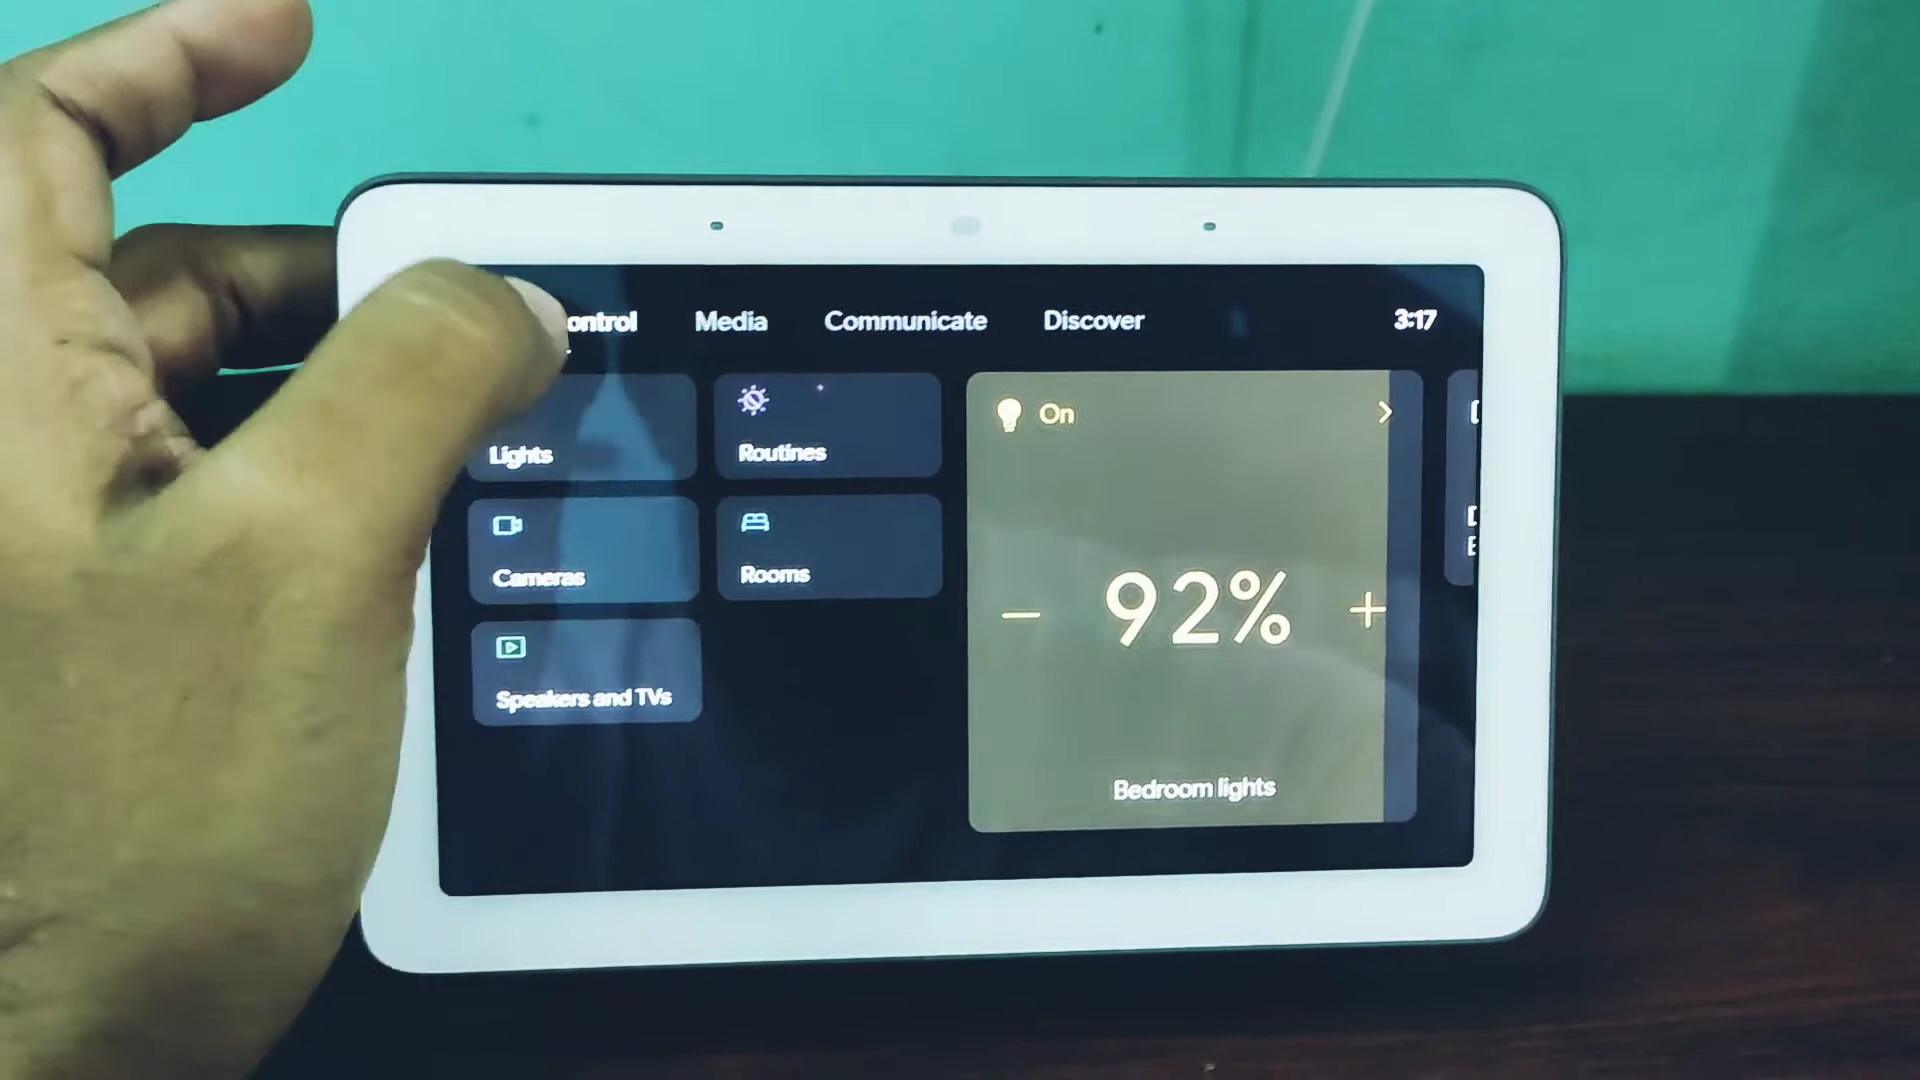 ontrol Media Communicate Discover 3:17
Lights
Routines
Cameras
Rooms
Speakers and TVs
On
92%
Bedroom lights